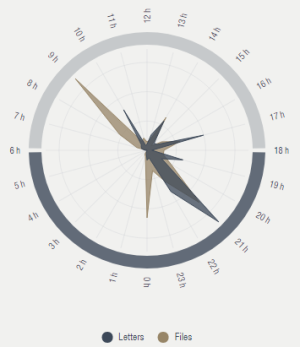 12 h
13 h
14 h
15 h
16 h
17 h
18 h
19 h
20 h
21 h
22 h
23 h
0 h
1 h
2 h
3 h
4 h
5 h
6 h
7 h
8 h
9 h
10 h
11 h
Letters
Files